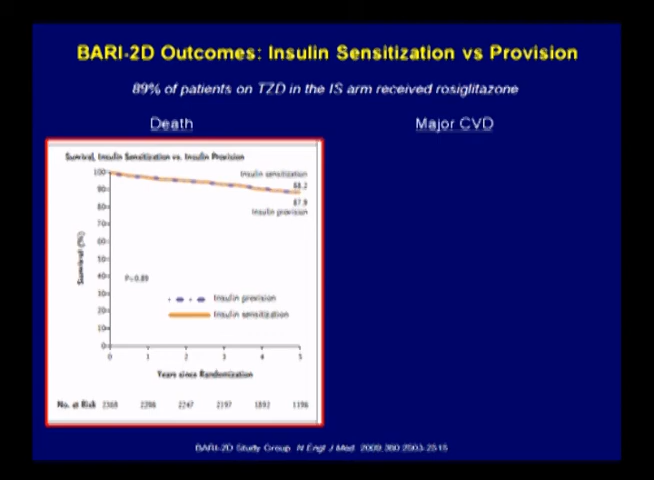 BARI-2D Outcomes: Insulin Sensitization vs Provision
89% of patients on TZD in the IS arm received rosiglitazone
Death
Major CVD
Survival, Insulin Sensitization vs. Insulin Provision
Insulin sensitization
88.2
87.9
Insulin provision
100
90
80
70
60
50
40
30
20
10
0
Survival (%)
P=0.89
Insulin provision
Insulin sensitization
0 1 2 3 4 5
Years since Randomization
No. at Risk 2368 2296 2247 2197 1892 1196
BARI-2D Study Group. N Engl J Med. 2009;360:2503-2515